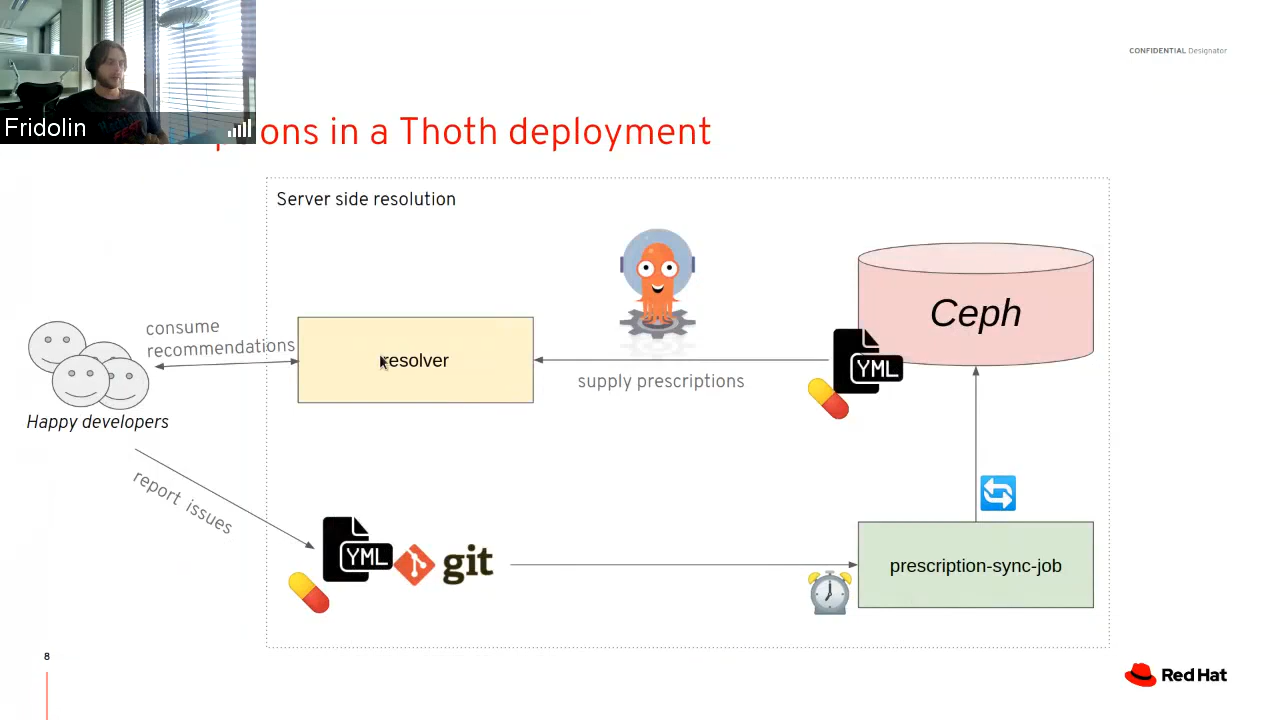 CONFIDENTIAL Designator
Fridolin
ons in a Thoth deployment
Server side resolution
consume
recommendations
resolver
Ceph
YML
supply prescriptions
Happy developers
report issues
YML
git
prescription-sync-job
8
Red Hat